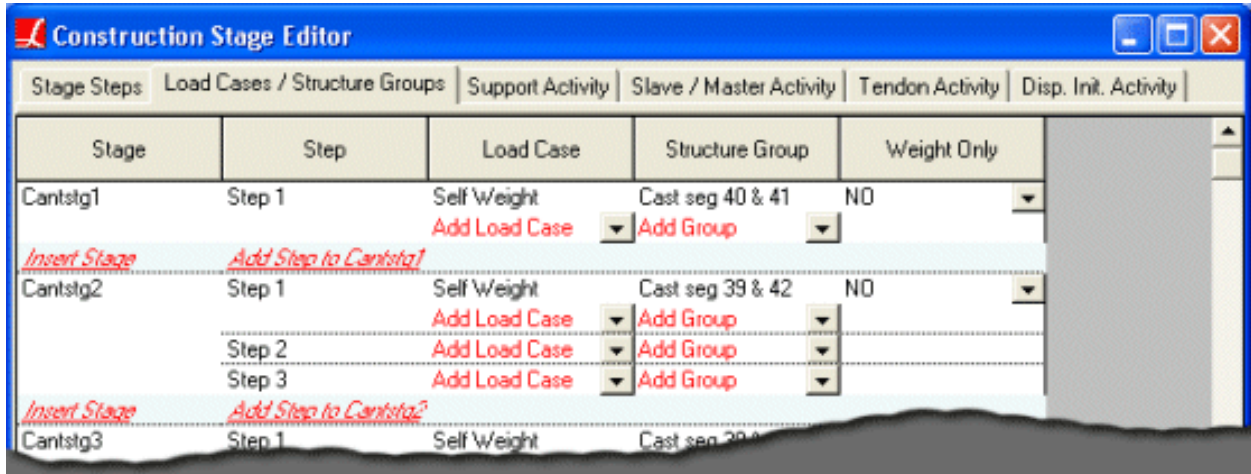 Construction Stage Editor
Stage Steps Load Cases / Structure Groups Support Activity Slave / Master Activity Tendon Activity Disp. Init. Activity
Stage Step Load Case Structure Group Weight Only
Cantstg1 Step 1 Self Weight Cast seg 40 & 41 NO
Add Load Case Add Group
Insert Stage Add Step to Cantstg1
Cantstg2 Step 1 Self Weight Cast seg 39 & 42 NO
Add Load Case Add Group
Step 2 Add Load Case Add Group
Step 3 Add Load Case Add Group
Insert Stage Add Step to Cantstg2
Cantstg3 Step 1 Self Weight Cast seg